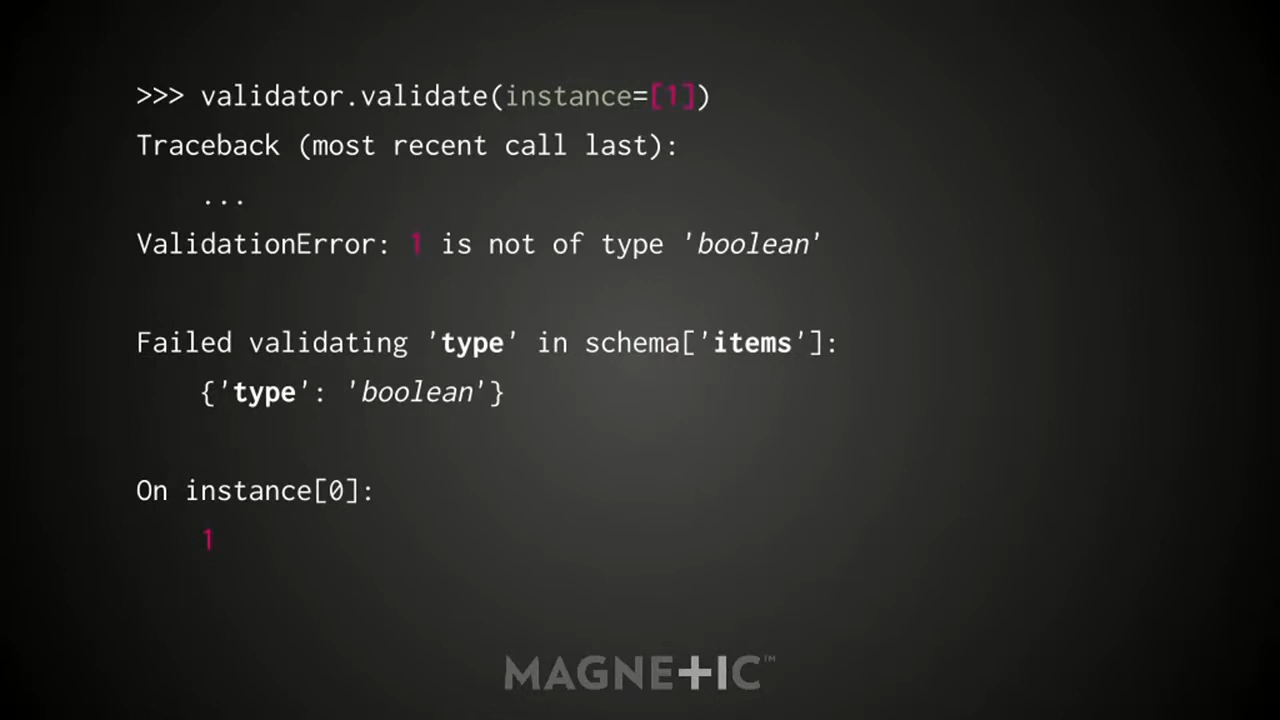 >>> validator.validate(instance=[1])
Traceback (most recent call last):
...
ValidationError: 1 is not of type 'boolean'
Failed validating 'type' in schema['items']:
{'type': 'boolean'}
On instance[0]:
1
MAGNETIC™